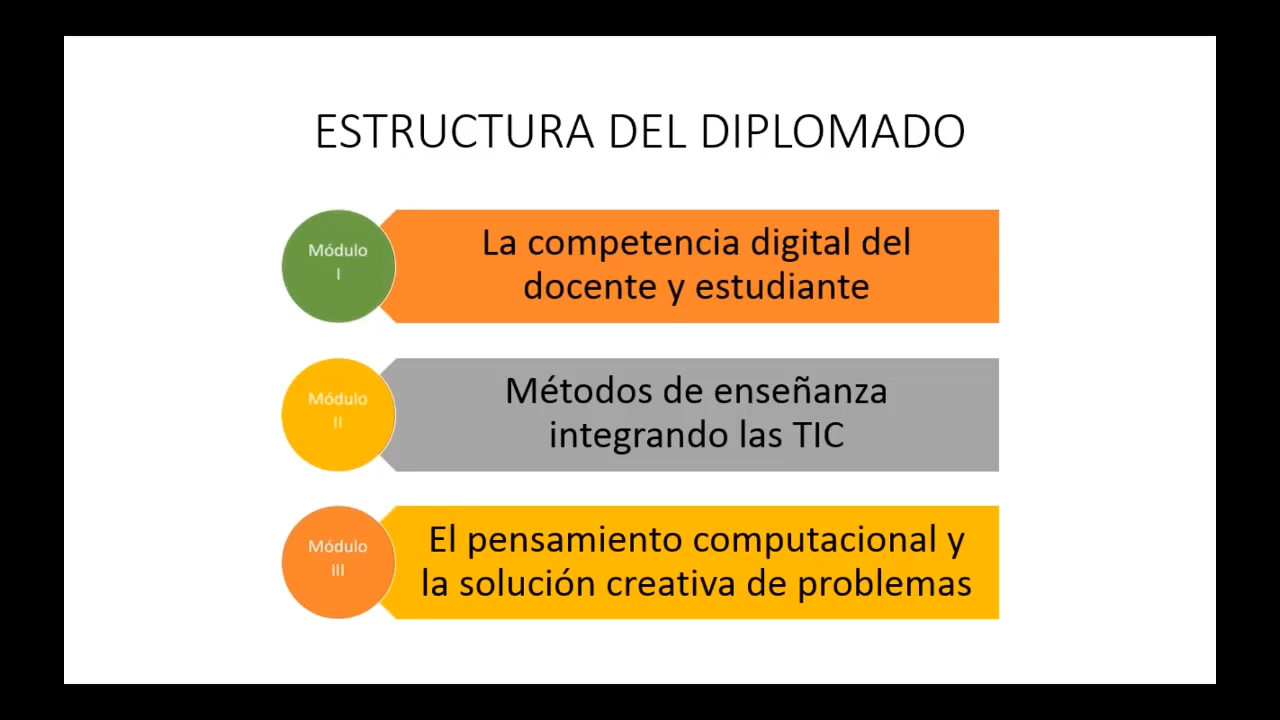 ESTRUCTURA DEL DIPLOMADO
Módulo
I
La competencia digital del
docente y estudiante
Módulo
II
Métodos de enseñanza
integrando las TIC
Módulo
III
El pensamiento computacional y
la solución creativa de problemas